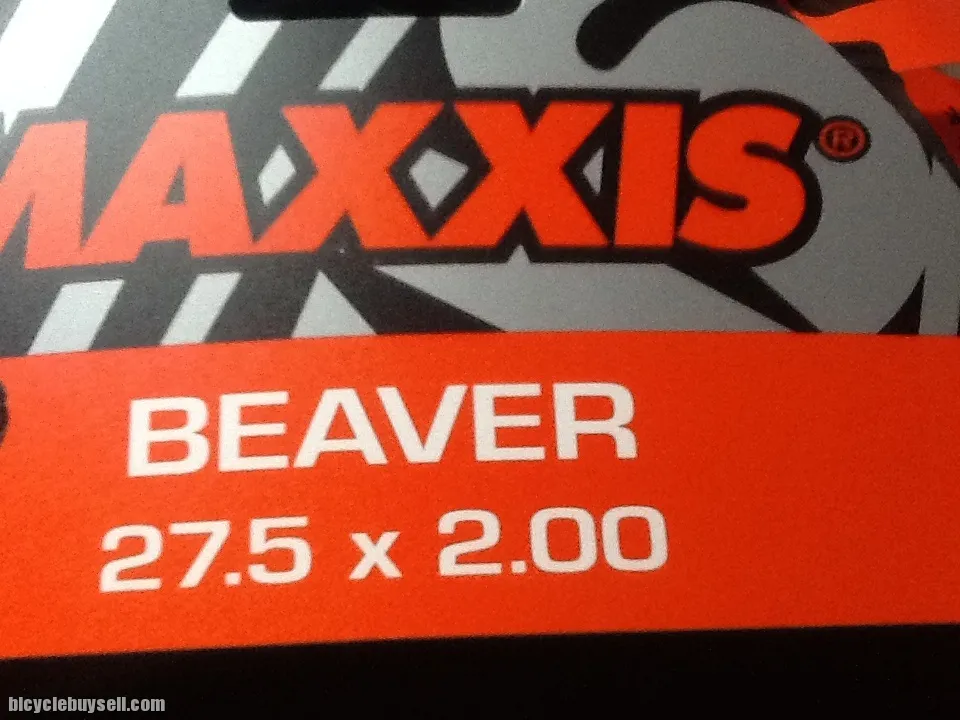 MAXXIS®
BEAVER
27.5 x 2.00
bicyclebuysell.com